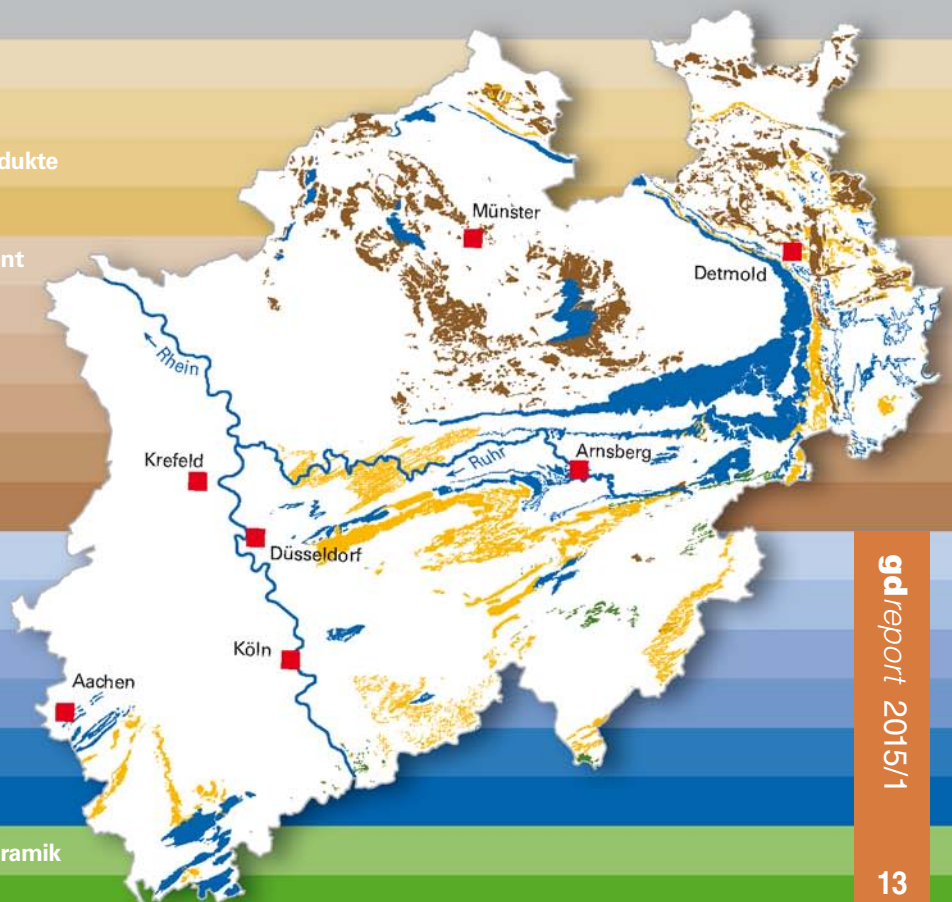 dukte
nt
Münster
Detmold
← Rhein
Krefeld
← Ruhr
Arnsberg
Düsseldorf
Köln
Aachen
ramik
gdreport 2015/1
13